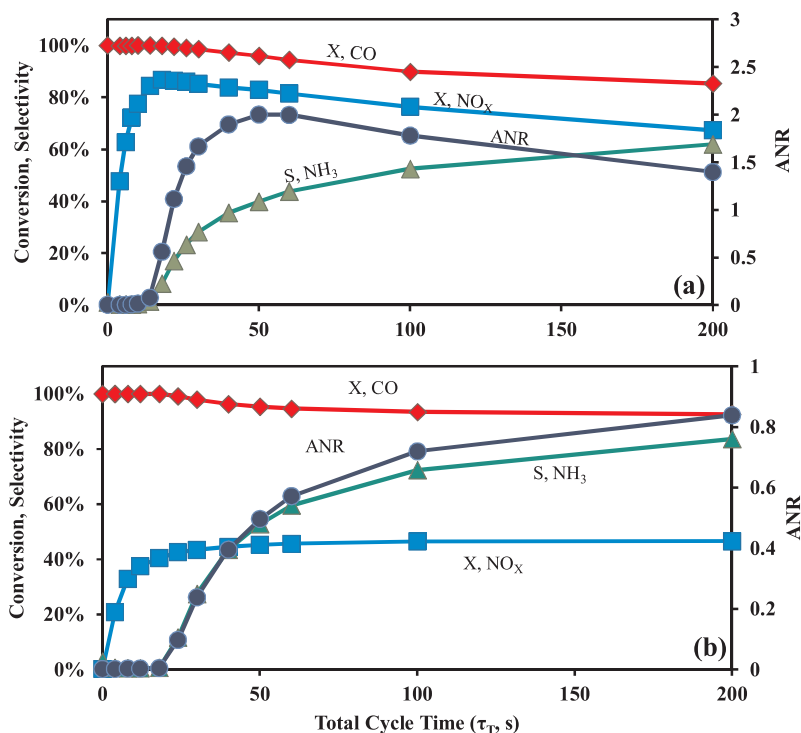 3
100%
X, CO
2.5
80%
X, NOX
2
ANR
60%
1.5
S, NH3
40%
1
20%
0.5
0%
(a)
0
0
50
100
150
200
Conversion, Selectivity
ANR
1
100%
X, CO
ANR
0.8
80%
S, NH3
60%
0.6
X, NOX
40%
0.4
20%
0.2
0%
(b)
0
0
50
100
150
200
Conversion, Selectivity
ANR
Total Cycle Time (τT, s)